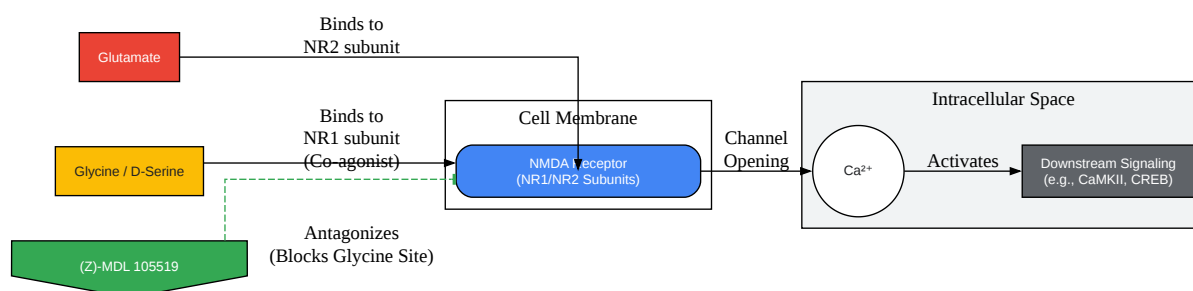 Binds to
NR2 subunit
Glutamate
Binds to
NR1 subunit
(Co-agonist)
Glycine / D-Serine
Cell Membrane
NMDA Receptor
(NR1/NR2 Subunits)
Channel
Opening
Intracellular Space
Ca²⁺
Activates
Downstream Signaling
(e.g., CaMKII, CREB)
Antagonizes
(Blocks Glycine Site)
(Z)-MDL 105519